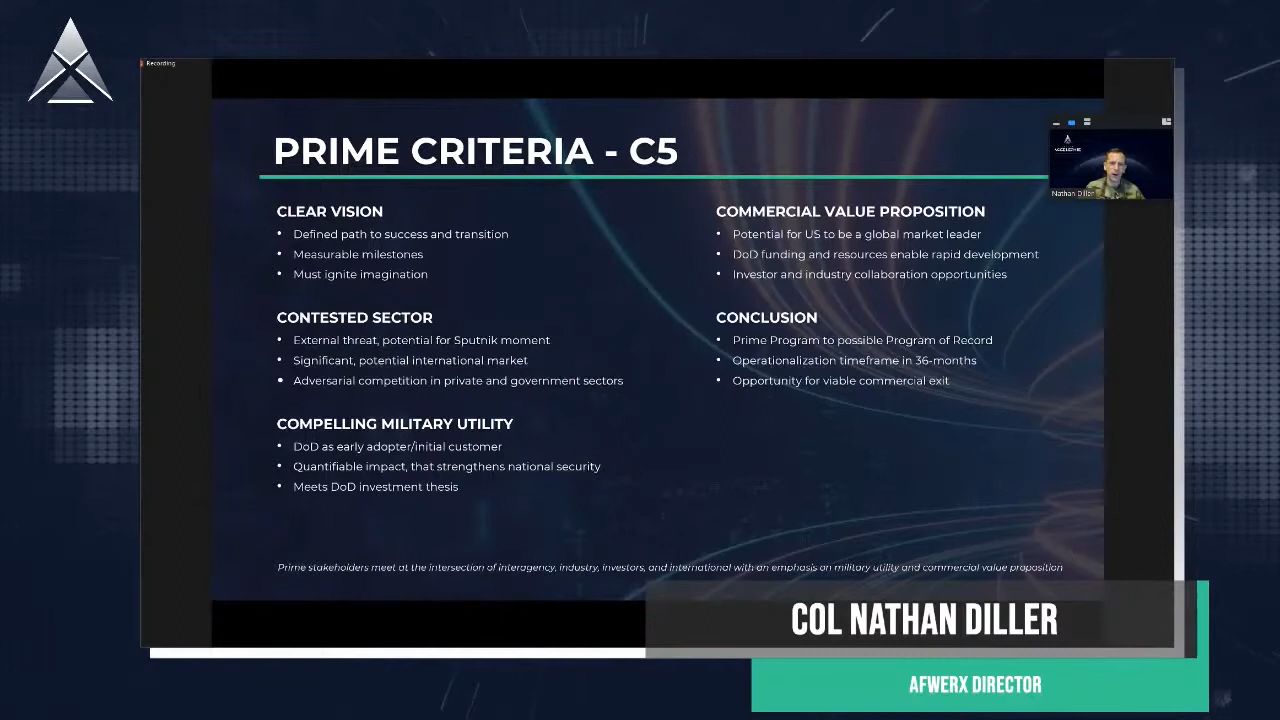 Recording
PRIME CRITERIA - C5
CLEAR VISION
• Defined path to success and transition
• Measurable milestones
• Must ignite imagination
CONTESTED SECTOR
• External threat, potential for Sputnik moment
• Significant, potential international market
• Adversarial competition in private and government sectors
COMPELLING MILITARY UTILITY
• DoD as early adopter/initial customer
• Quantifiable impact, that strengthens national security
• Meets DoD investment thesis
COMMERCIAL VALUE PROPOSITION
• Potential for US to be a global market leader
• DoD funding and resources enable rapid development
• Investor and industry collaboration opportunities
CONCLUSION
• Prime Program to possible Program of Record
• Operationalization timeframe in 36-months
• Opportunity for viable commercial exit
Prime stakeholders meet at the intersection of interagency, industry, investors, and international with an emphasis on military utility and commercial value proposition
Nathan Diller
COL NATHAN DILLER
AFWERX DIRECTOR